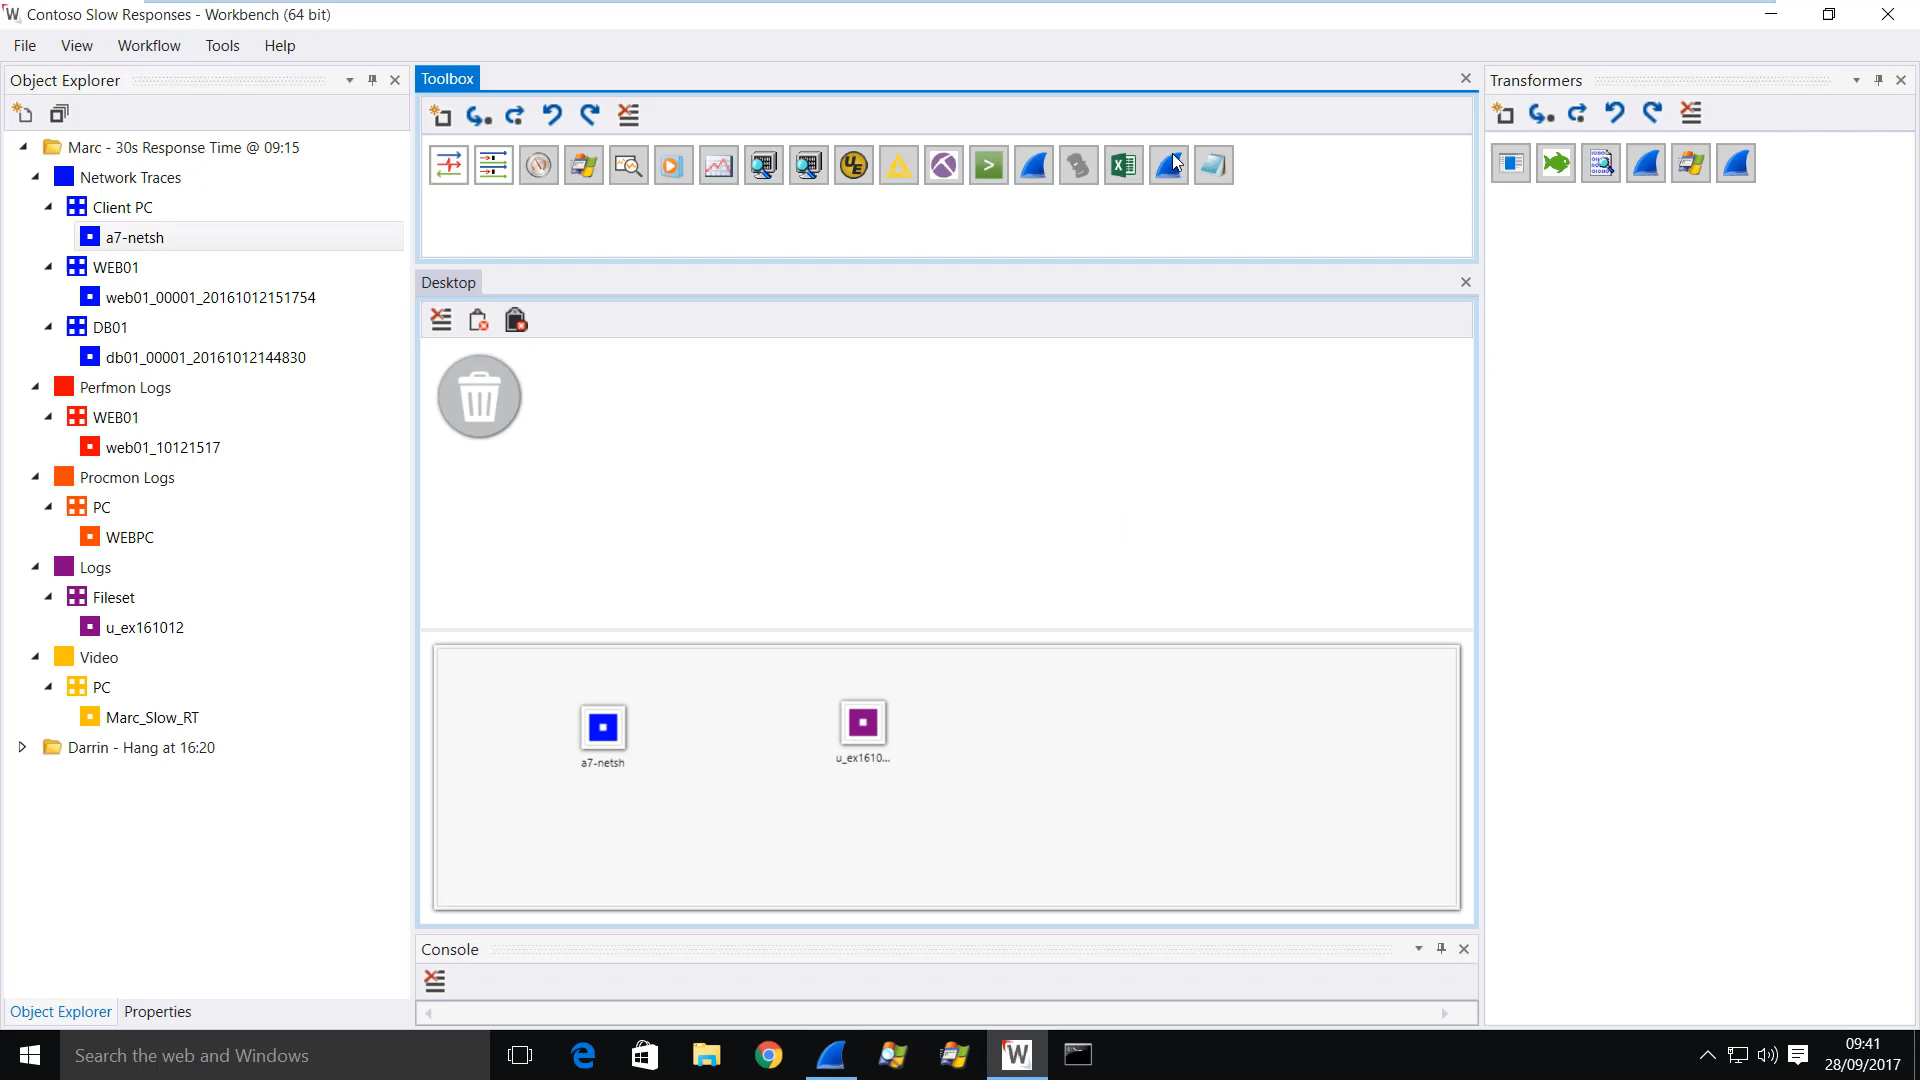 Contoso Slow Responses - Workbench (64 bit)
File View Workflow Tools Help
Object Explorer
Marc - 30s Response Time @ 09:15
Network Traces
Client PC
a7-netsh
WEB01
web01_00001_20161012151754
DB01
db01_00001_20161012144830
Perfmon Logs
WEB01
web01_10121517
Procmon Logs
PC
WEBPC
Logs
Fileset
u_ex161012
Video
PC
Marc_Slow_RT
Darrin - Hang at 16:20
Object Explorer Properties
Toolbox
Desktop
a7-netsh
u_ex1610...
Console
Transformers
Search the web and Windows
09:41
28/09/2017